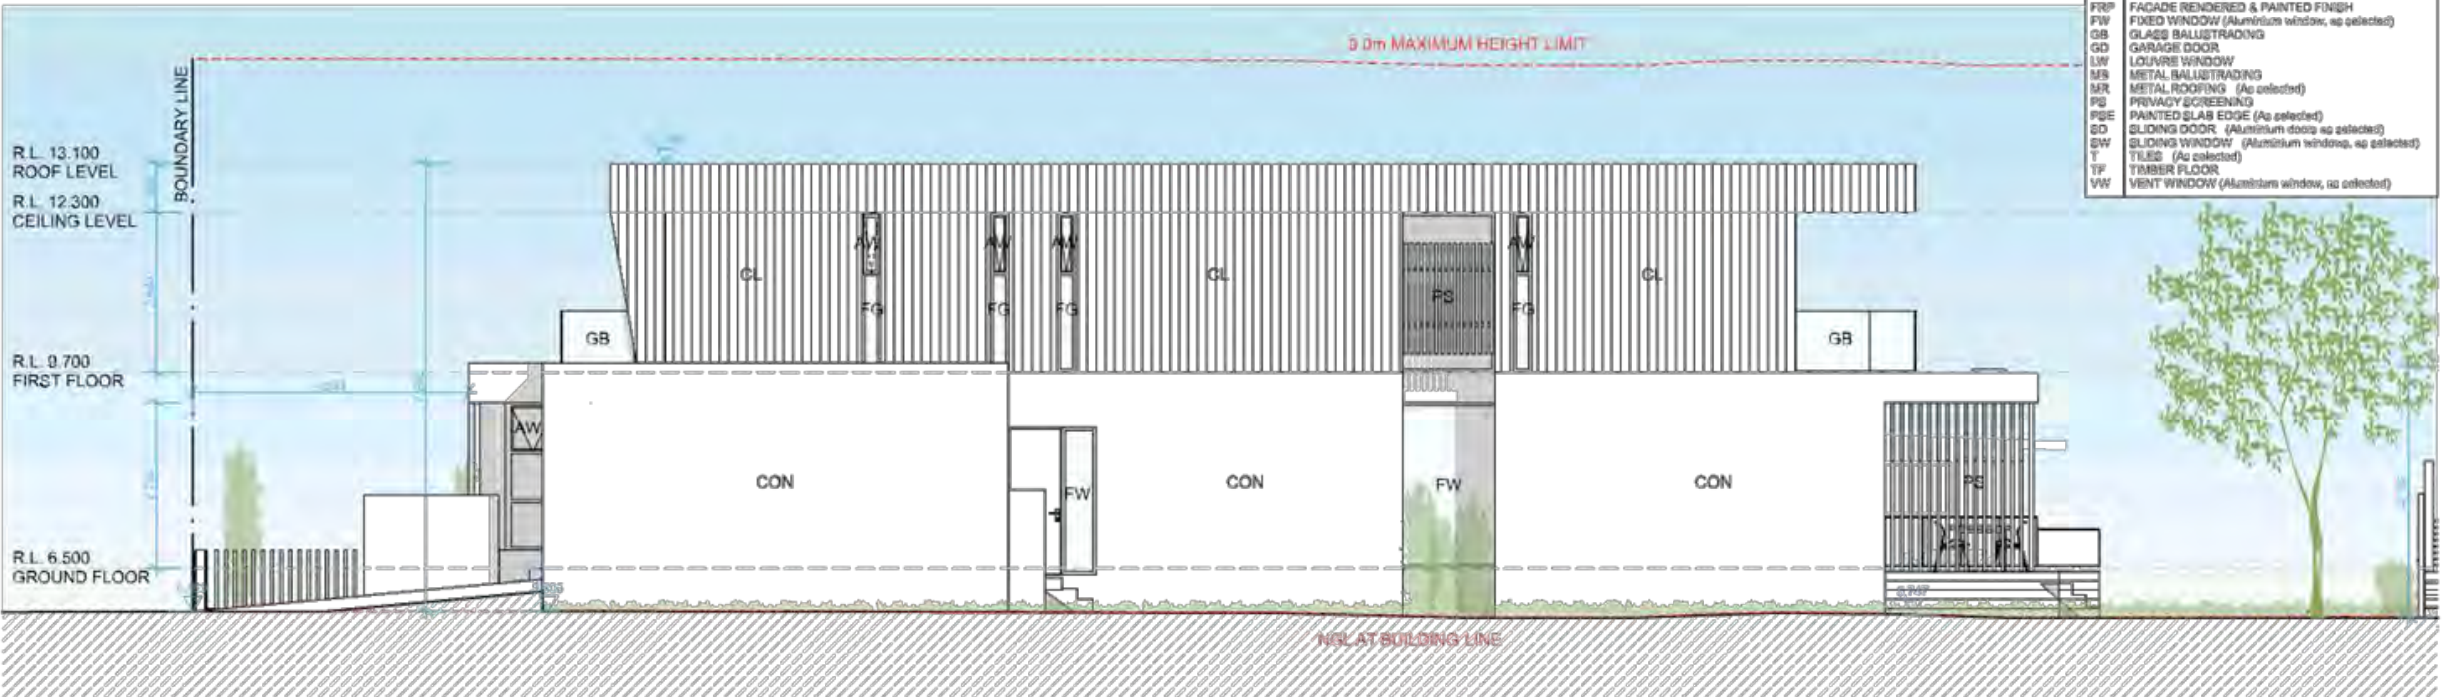 FRP FACADE RENDERED & PAINTED FINISH
FW FIXED WINDOW (Aluminium window, as selected)
GB GLASS BALUSTRADING
GD GARAGE DOOR
LW LOUVRE WINDOW
MB METAL BALUSTRADING
MR METAL ROOFING (As selected)
PS PRIVACY SCREENING
PSE PAINTED SLAB EDGE (As selected)
SD SLIDING DOOR (Aluminium doors as selected)
SW SLIDING WINDOW (Aluminium windows, as selected)
T TILES (As selected)
TF TIMBER FLOOR
VW VENT WINDOW (Aluminium window, as selected)
MAXIMUM HEIGHT LIMIT
BOUNDARY LINE
R.L. 13.100
ROOF LEVEL
R.L. 12.300
CEILING LEVEL
AW AW AW AW
CL CL CL
PS
FG FG FG FG
GB GB
R.L. 9.700
FIRST FLOOR
AW
CON CON CON
FW FW
PS
R.L. 6.500
GROUND FLOOR
NGL AT BUILDING LINE